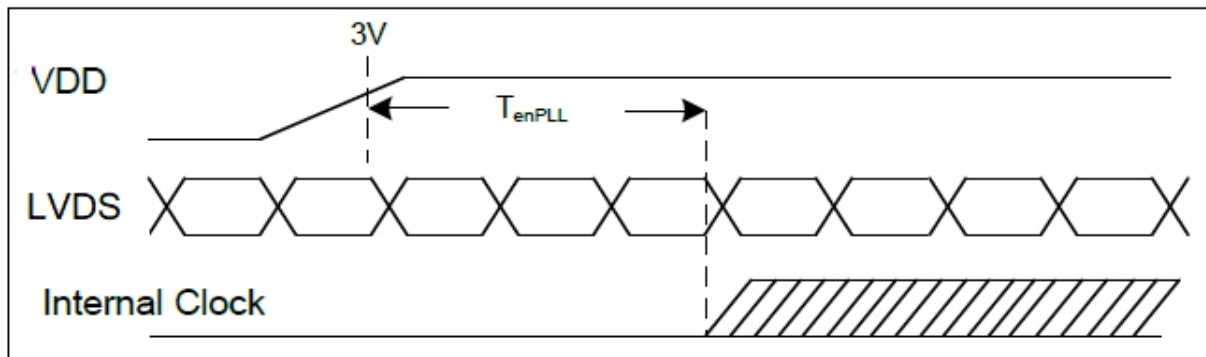 3V
VDD
TenPLL
LVDS
Internal Clock